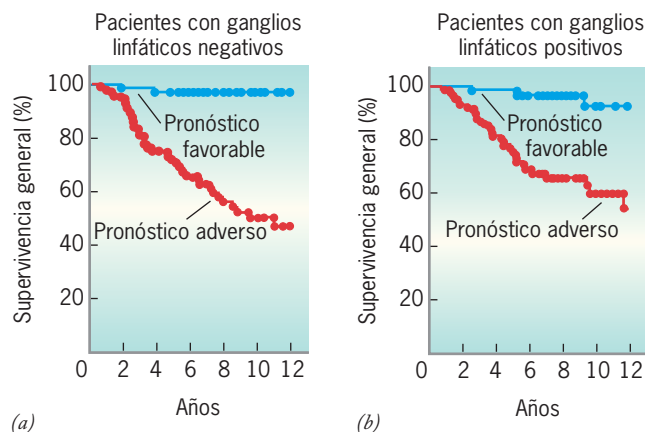 Pacientes con ganglios
linfáticos negativos
Supervivencia general (%)
100
80
60
40
20
0
2
4
6
8
10
12
Pronóstico
favorable
Pronóstico adverso
Años
(a)
Pacientes con ganglios
linfáticos positivos
Supervivencia general (%)
100
80
60
40
20
0
2
4
6
8
10
12
Pronóstico
favorable
Pronóstico adverso
Años
(b)